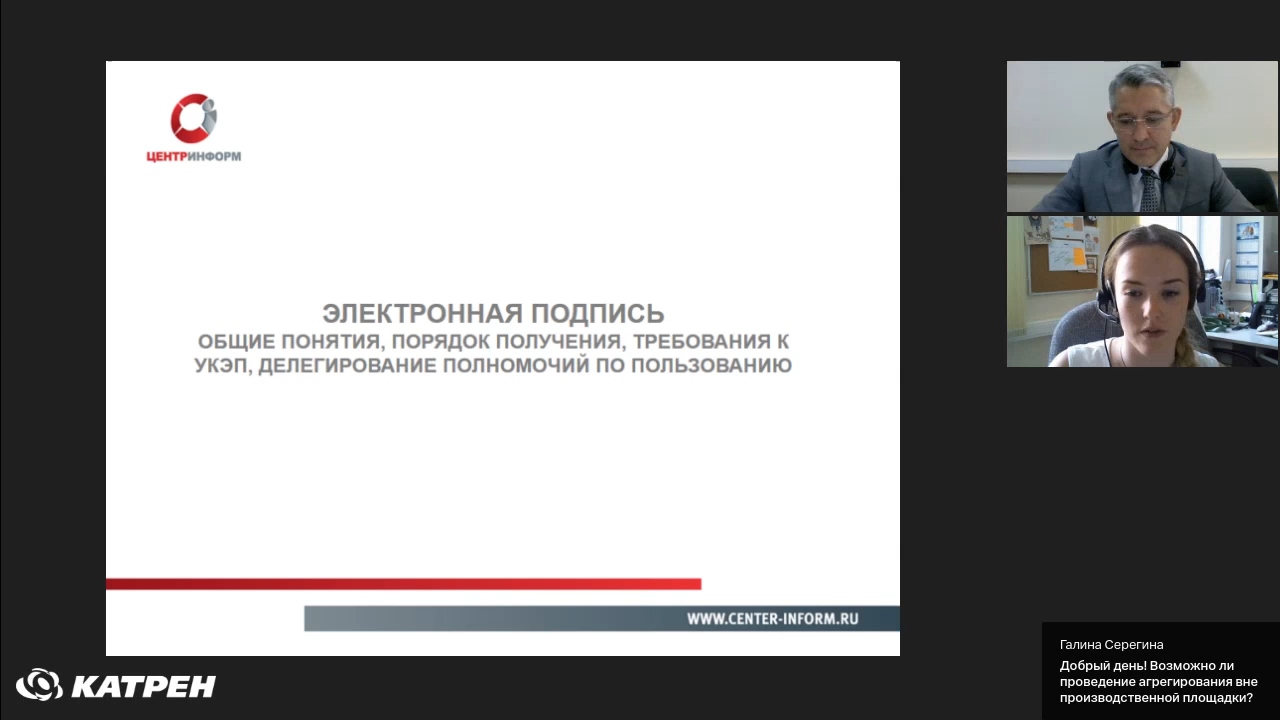 ЦЕНТРИНФОРМ
ЭЛЕКТРОННАЯ ПОДПИСЬ
ОБЩИЕ ПОНЯТИЯ, ПОРЯДОК ПОЛУЧЕНИЯ, ТРЕБОВАНИЯ К
УКЭП, ДЕЛЕГИРОВАНИЕ ПОЛНОМОЧИЙ ПО ПОЛЬЗОВАНИЮ
WWW.CENTER-INFORM.RU
КАТРЕН
Галина Серегина
Добрый день! Возможно ли
проведение агрегирования вне
производственной площадки?